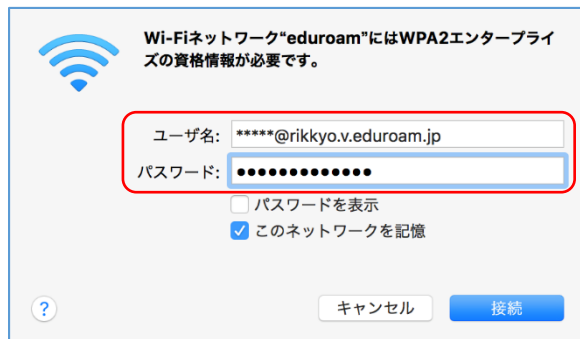 Wi-Fiネットワーク“eduroam”にはWPA2エンタープライ
ズの資格情報が必要です。
ユーザ名: *****@rikkyo.v.eduroam.jp
パスワード: •••••••••••••
パスワードを表示
このネットワークを記憶
? キャンセル 接続